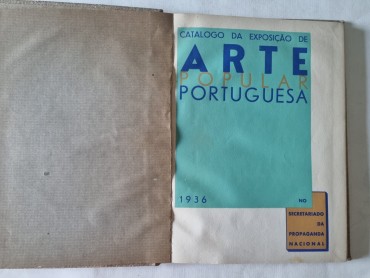 CATALOGO DA EXPOSIÇÃO DE
ARTE
POPULAR
PORTUGUESA
1936
NO
SECRETARIADO
DA
PROPAGANDA
NACIONAL